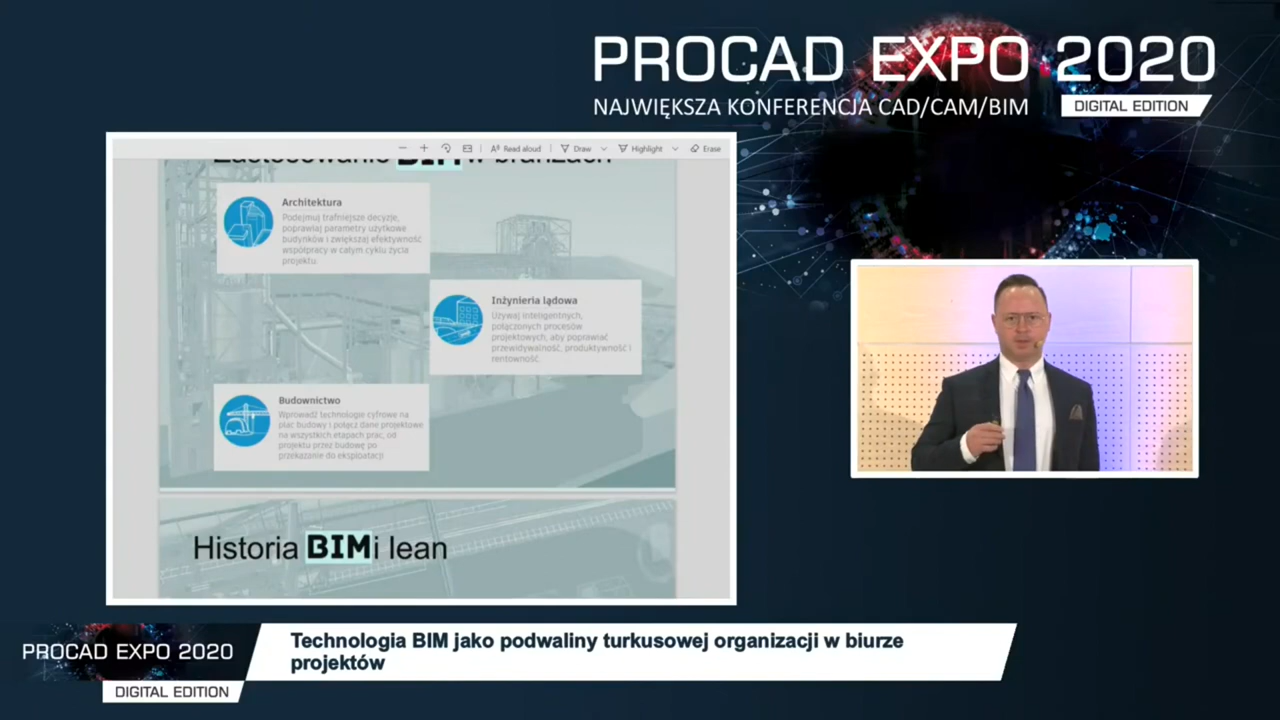 PROCAD EXPO 2020
NAJWIĘKSZA KONFERENCJA CAD/CAM/BIM
DIGITAL EDITION
Read aloud
Draw
Highlight
Erase
Zastosowanie BIM w branżach
Architektura
Podejmuj trafniejsze decyzje,
poprawiaj parametry użytkowe
budynków i zwiększaj efektywność
współpracy w całym cyklu życia
projektu.
Inżynieria lądowa
Używaj inteligentnych,
połączonych procesów
projektowych, aby poprawiać
przewidywalność, produktywność i
rentowność.
Budownictwo
Wprowadź technologie cyfrowe na
plac budowy i połącz dane projektowe
na wszystkich etapach prac, od
projektu przez budowę po
przekazanie do eksploatacji
Historia BIM i lean
PROCAD EXPO 2020
DIGITAL EDITION
Technologia BIM jako podwaliny turkusowej organizacji w biurze
projektów